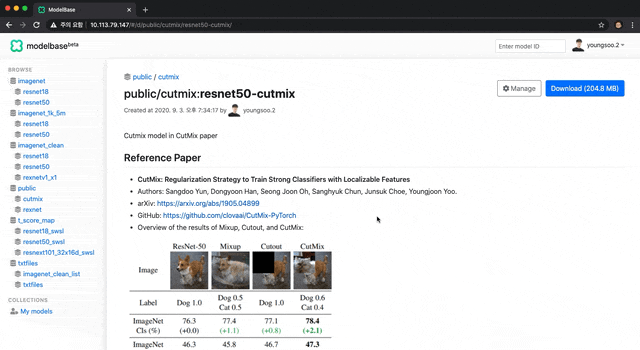 ModelBase
주의 요함 | 10.113.79.147/#/d/public/cutmix/resnet50-cutmix/
modelbase beta
Enter model ID
youngsoo.2
BROWSE
imagenet
resnet18
resnet50
imagenet_1k_5m
resnet18
resnet50
imagenet_clean
resnet18
resnet50
rexnetv1_x1
public
cutmix
rexnet
t_score_map
resnet18_swsl
resnet50_swsl
resnext101_32x16d_swsl
txtfiles
imagenet_clean_list
txtfiles
COLLECTIONS
My models
public / cutmix
public/cutmix:resnet50-cutmix
Created at 2020. 9. 3. 오후 7:34:17 by youngsoo.2
Manage
Download (204.8 MB)
Cutmix model in CutMix paper
Reference Paper
• CutMix: Regularization Strategy to Train Strong Classifiers with Localizable Features
• Authors: Sangdoo Yun, Dongyoon Han, Seong Joon Oh, Sanghyuk Chun, Junsuk Choe, Youngjoon Yoo.
• arXiv: https://arxiv.org/abs/1905.04899
• GitHub: https://github.com/clovaai/CutMix-PyTorch
• Overview of the results of Mixup, Cutout, and CutMix:
ResNet-50 Mixup Cutout CutMix
Image
Label Dog 1.0 Dog 0.5 Cat 0.5 Dog 1.0 Dog 0.6 Cat 0.4
ImageNet 76.3 77.4 77.1 78.4
Cls (%) (+0.0) (+1.1) (+0.8) (+2.1)
ImageNet 46.3 45.8 46.7 47.3